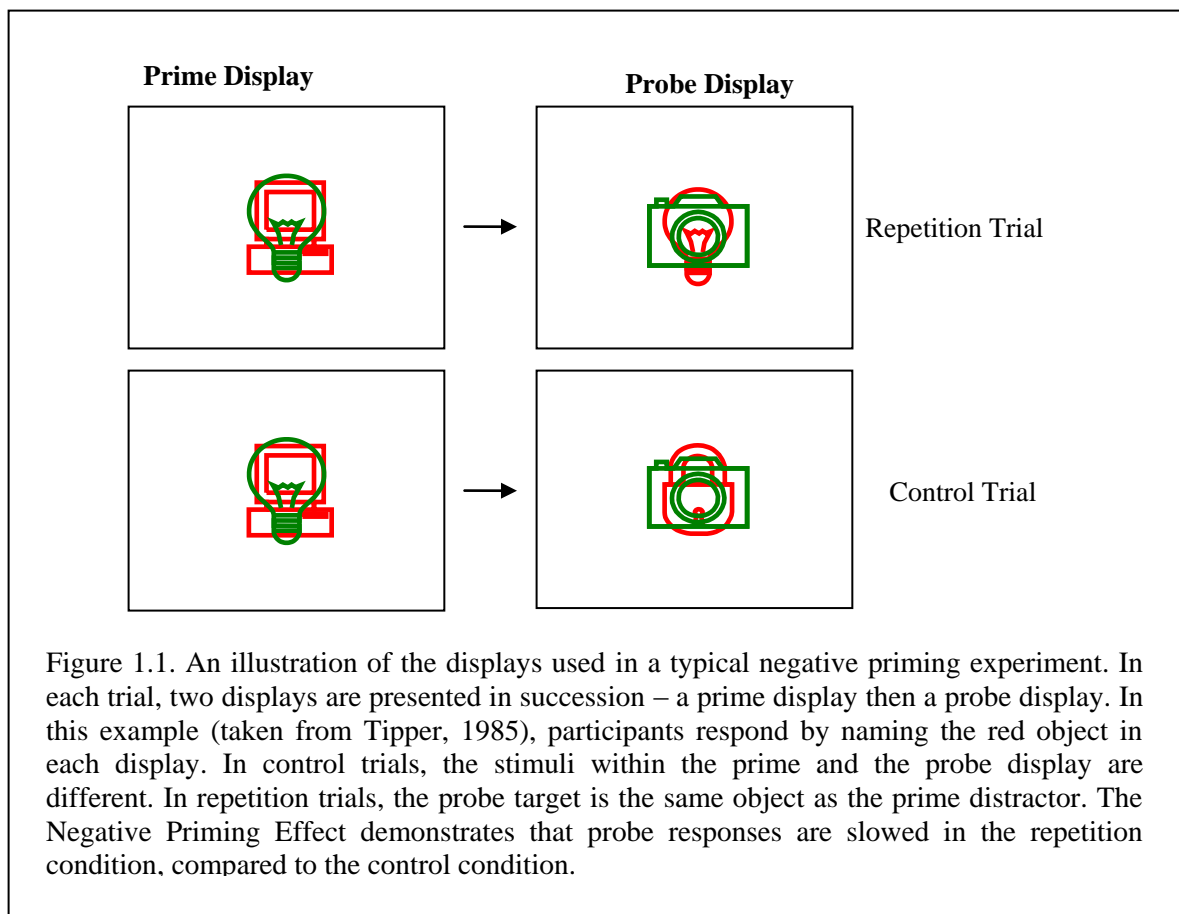 Prime Display
Probe Display
Repetition Trial
Control Trial
Figure 1.1. An illustration of the displays used in a typical negative priming experiment. In
each trial, two displays are presented in succession – a prime display then a probe display. In
this example (taken from Tipper, 1985), participants respond by naming the red object in
each display. In control trials, the stimuli within the prime and the probe display are
different. In repetition trials, the probe target is the same object as the prime distractor. The
Negative Priming Effect demonstrates that probe responses are slowed in the repetition
condition, compared to the control condition.